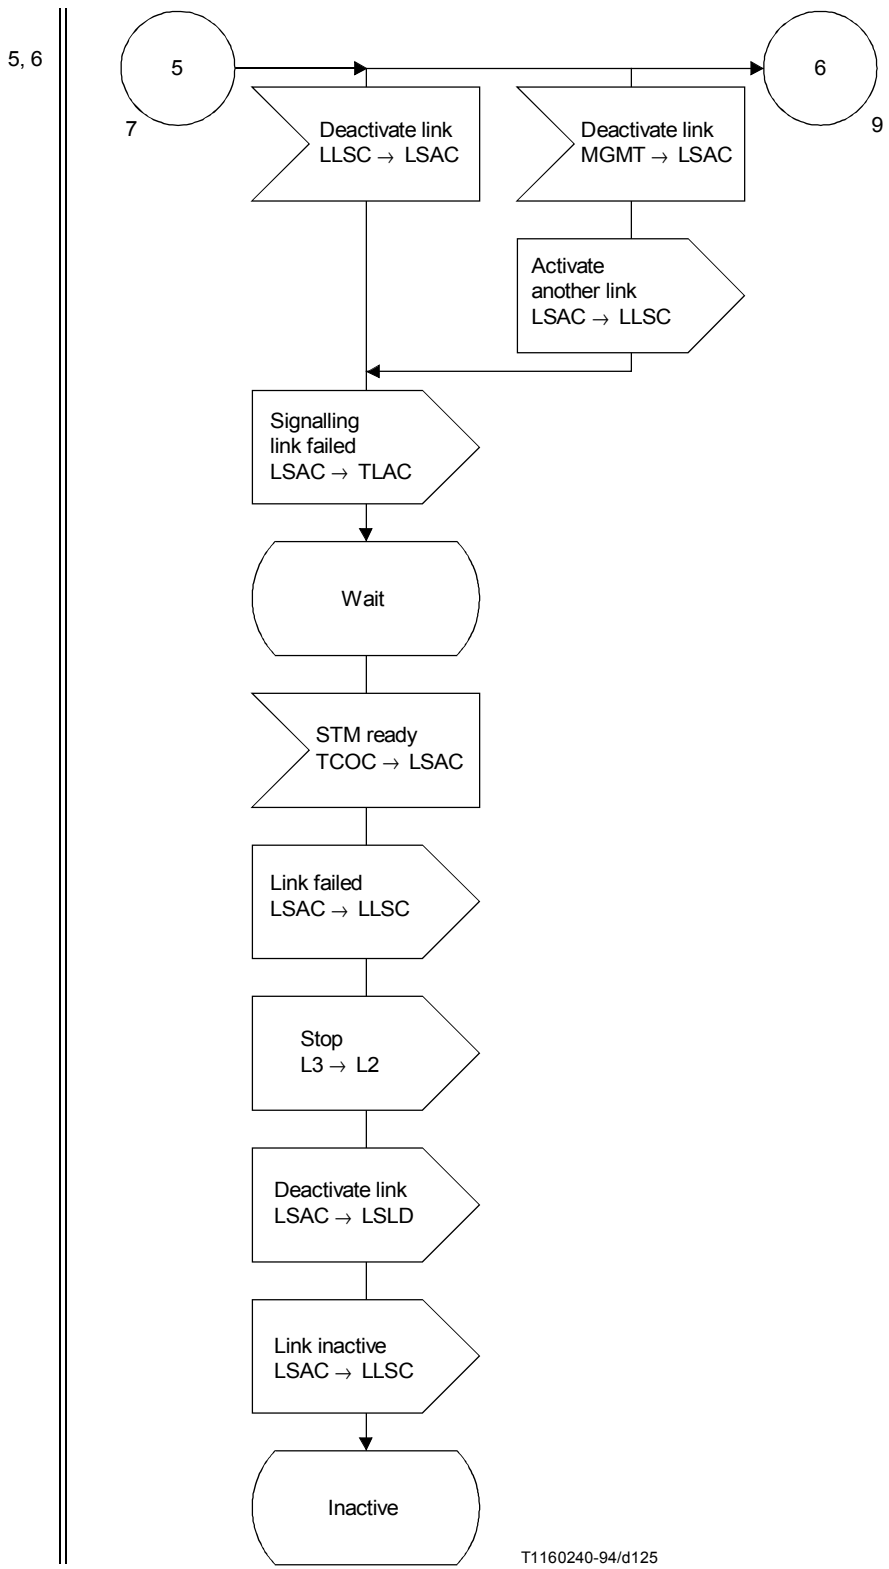 5, 6
5
6
7
9
Deactivate link
LLSC → LSAC
Deactivate link
MGMT → LSAC
Activate
another link
LSAC → LLSC
Signalling
link failed
LSAC → TLAC
Wait
STM ready
TCOC → LSAC
Link failed
LSAC → LLSC
Stop
L3 → L2
Deactivate link
LSAC → LSLD
Link inactive
LSAC → LLSC
Inactive
T1160240-94/d125